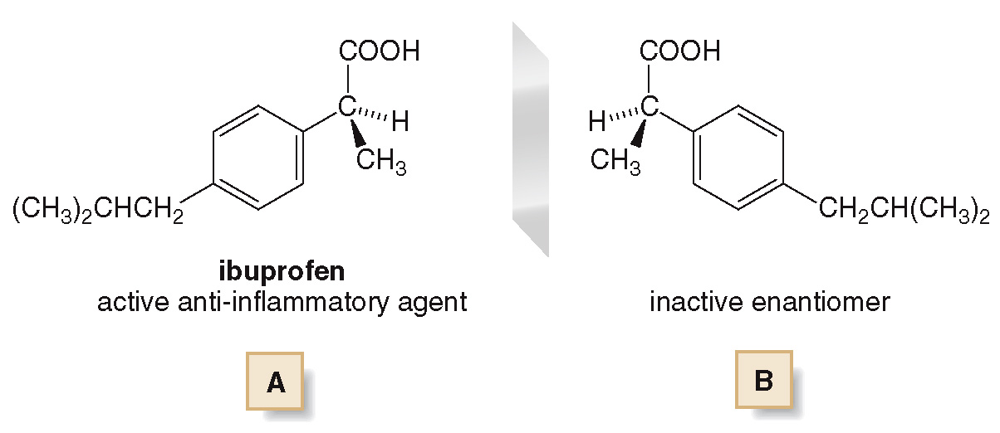 COOH
C
H
CH3
(CH3)2CHCH2
ibuprofen
active anti-inflammatory agent
A
COOH
H
C
CH3
CH2CH(CH3)2
inactive enantiomer
B